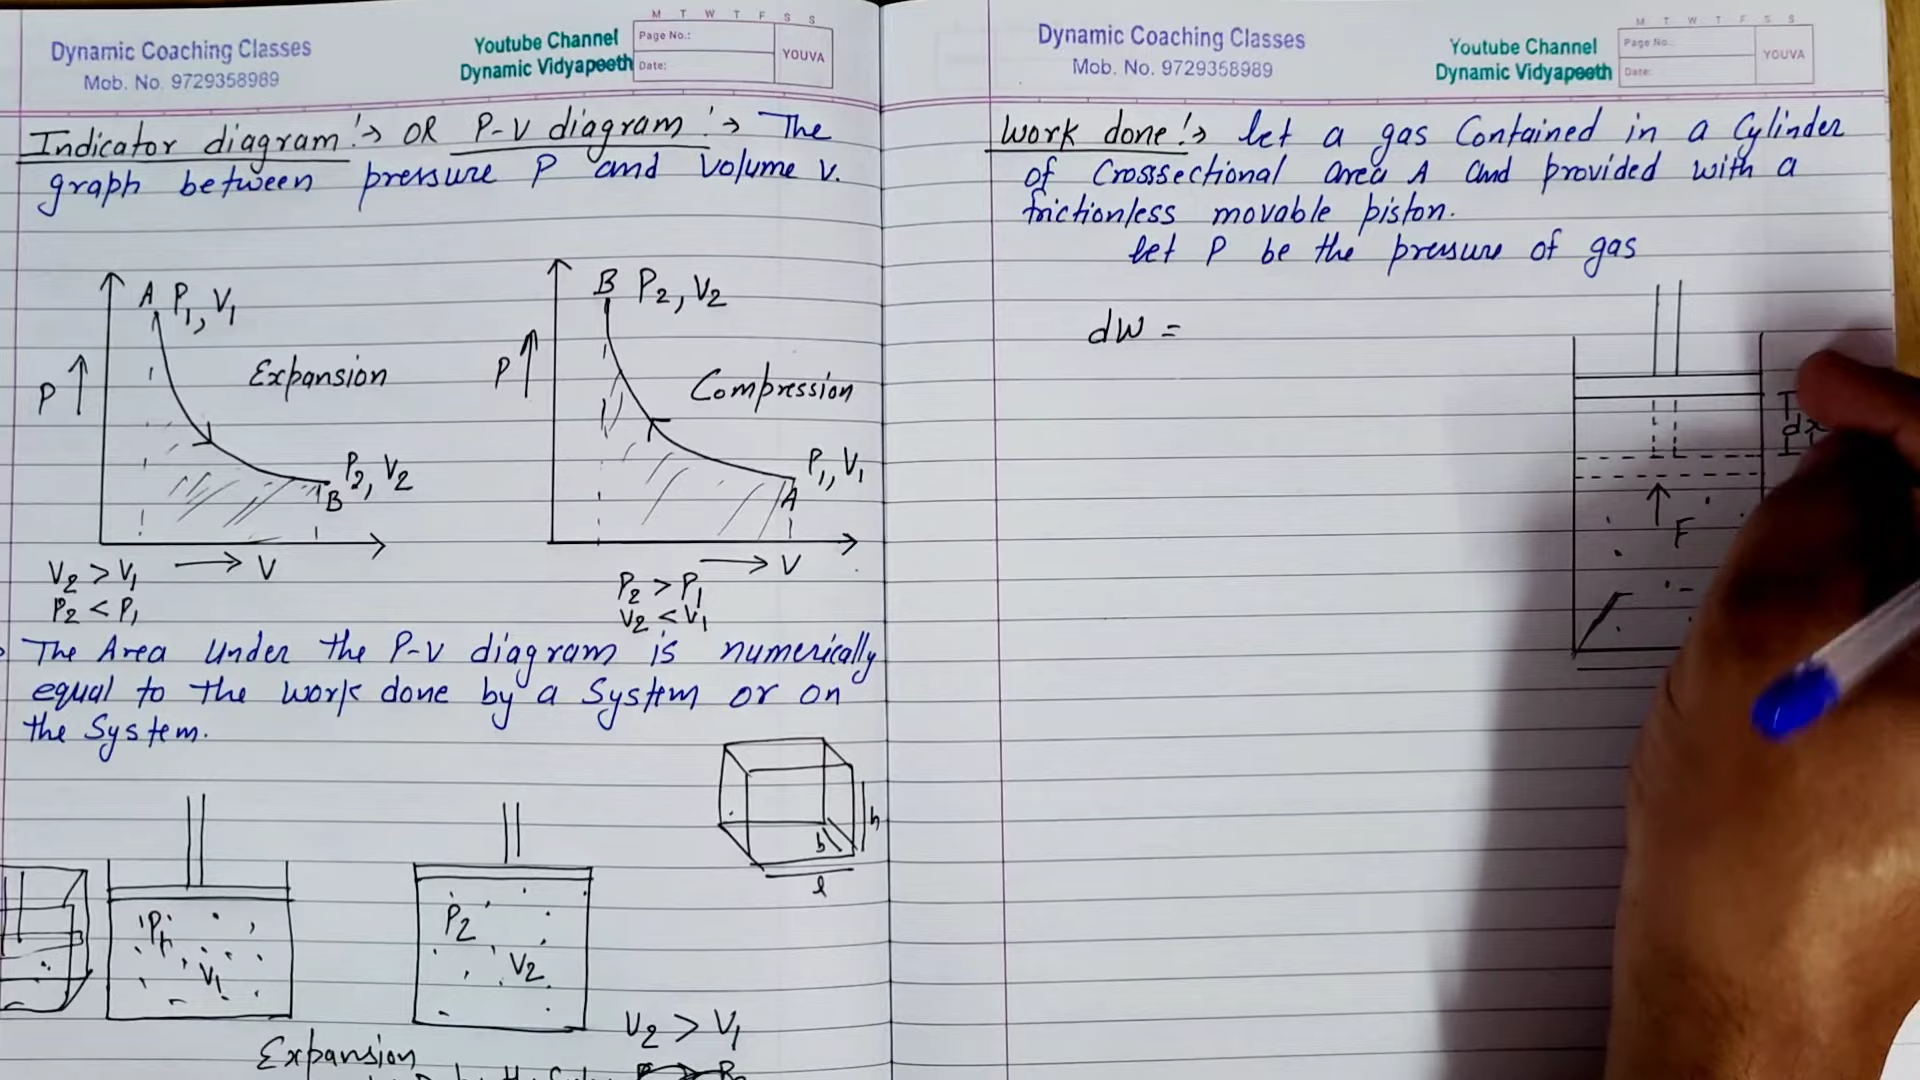 Dynamic Coaching Classes
Mob. No. 9729358989
Youtube Channel
Dynamic Vidyapeeth
M T W T F S S
Page No.:
Date:
YOUVA
Indicator diagram :→ OR P-V diagram :→ The
graph between pressure P and Volume V.
A P1, V1
Expansion
P
P2, V2
B
V
V2 > V1
P2 < P1
B P2, V2
Compression
P
P1, V1
A
V
P2 > P1
V2 < V1
The Area Under the P-V diagram is numerically
equal to the work done by a System or on
the System.
h
b
l
P1
V1
P2
V2
V2 > V1
Expansion
Dynamic Coaching Classes
Mob. No. 9729358989
Youtube Channel
Dynamic Vidyapeeth
M T W T F S S
Page No.:
Date:
YOUVA
Work done :→ let a gas Contained in a Cylinder
of Crosssectional area A and provided with a
frictionless movable piston.
let P be the pressure of gas
dW =
dx
F